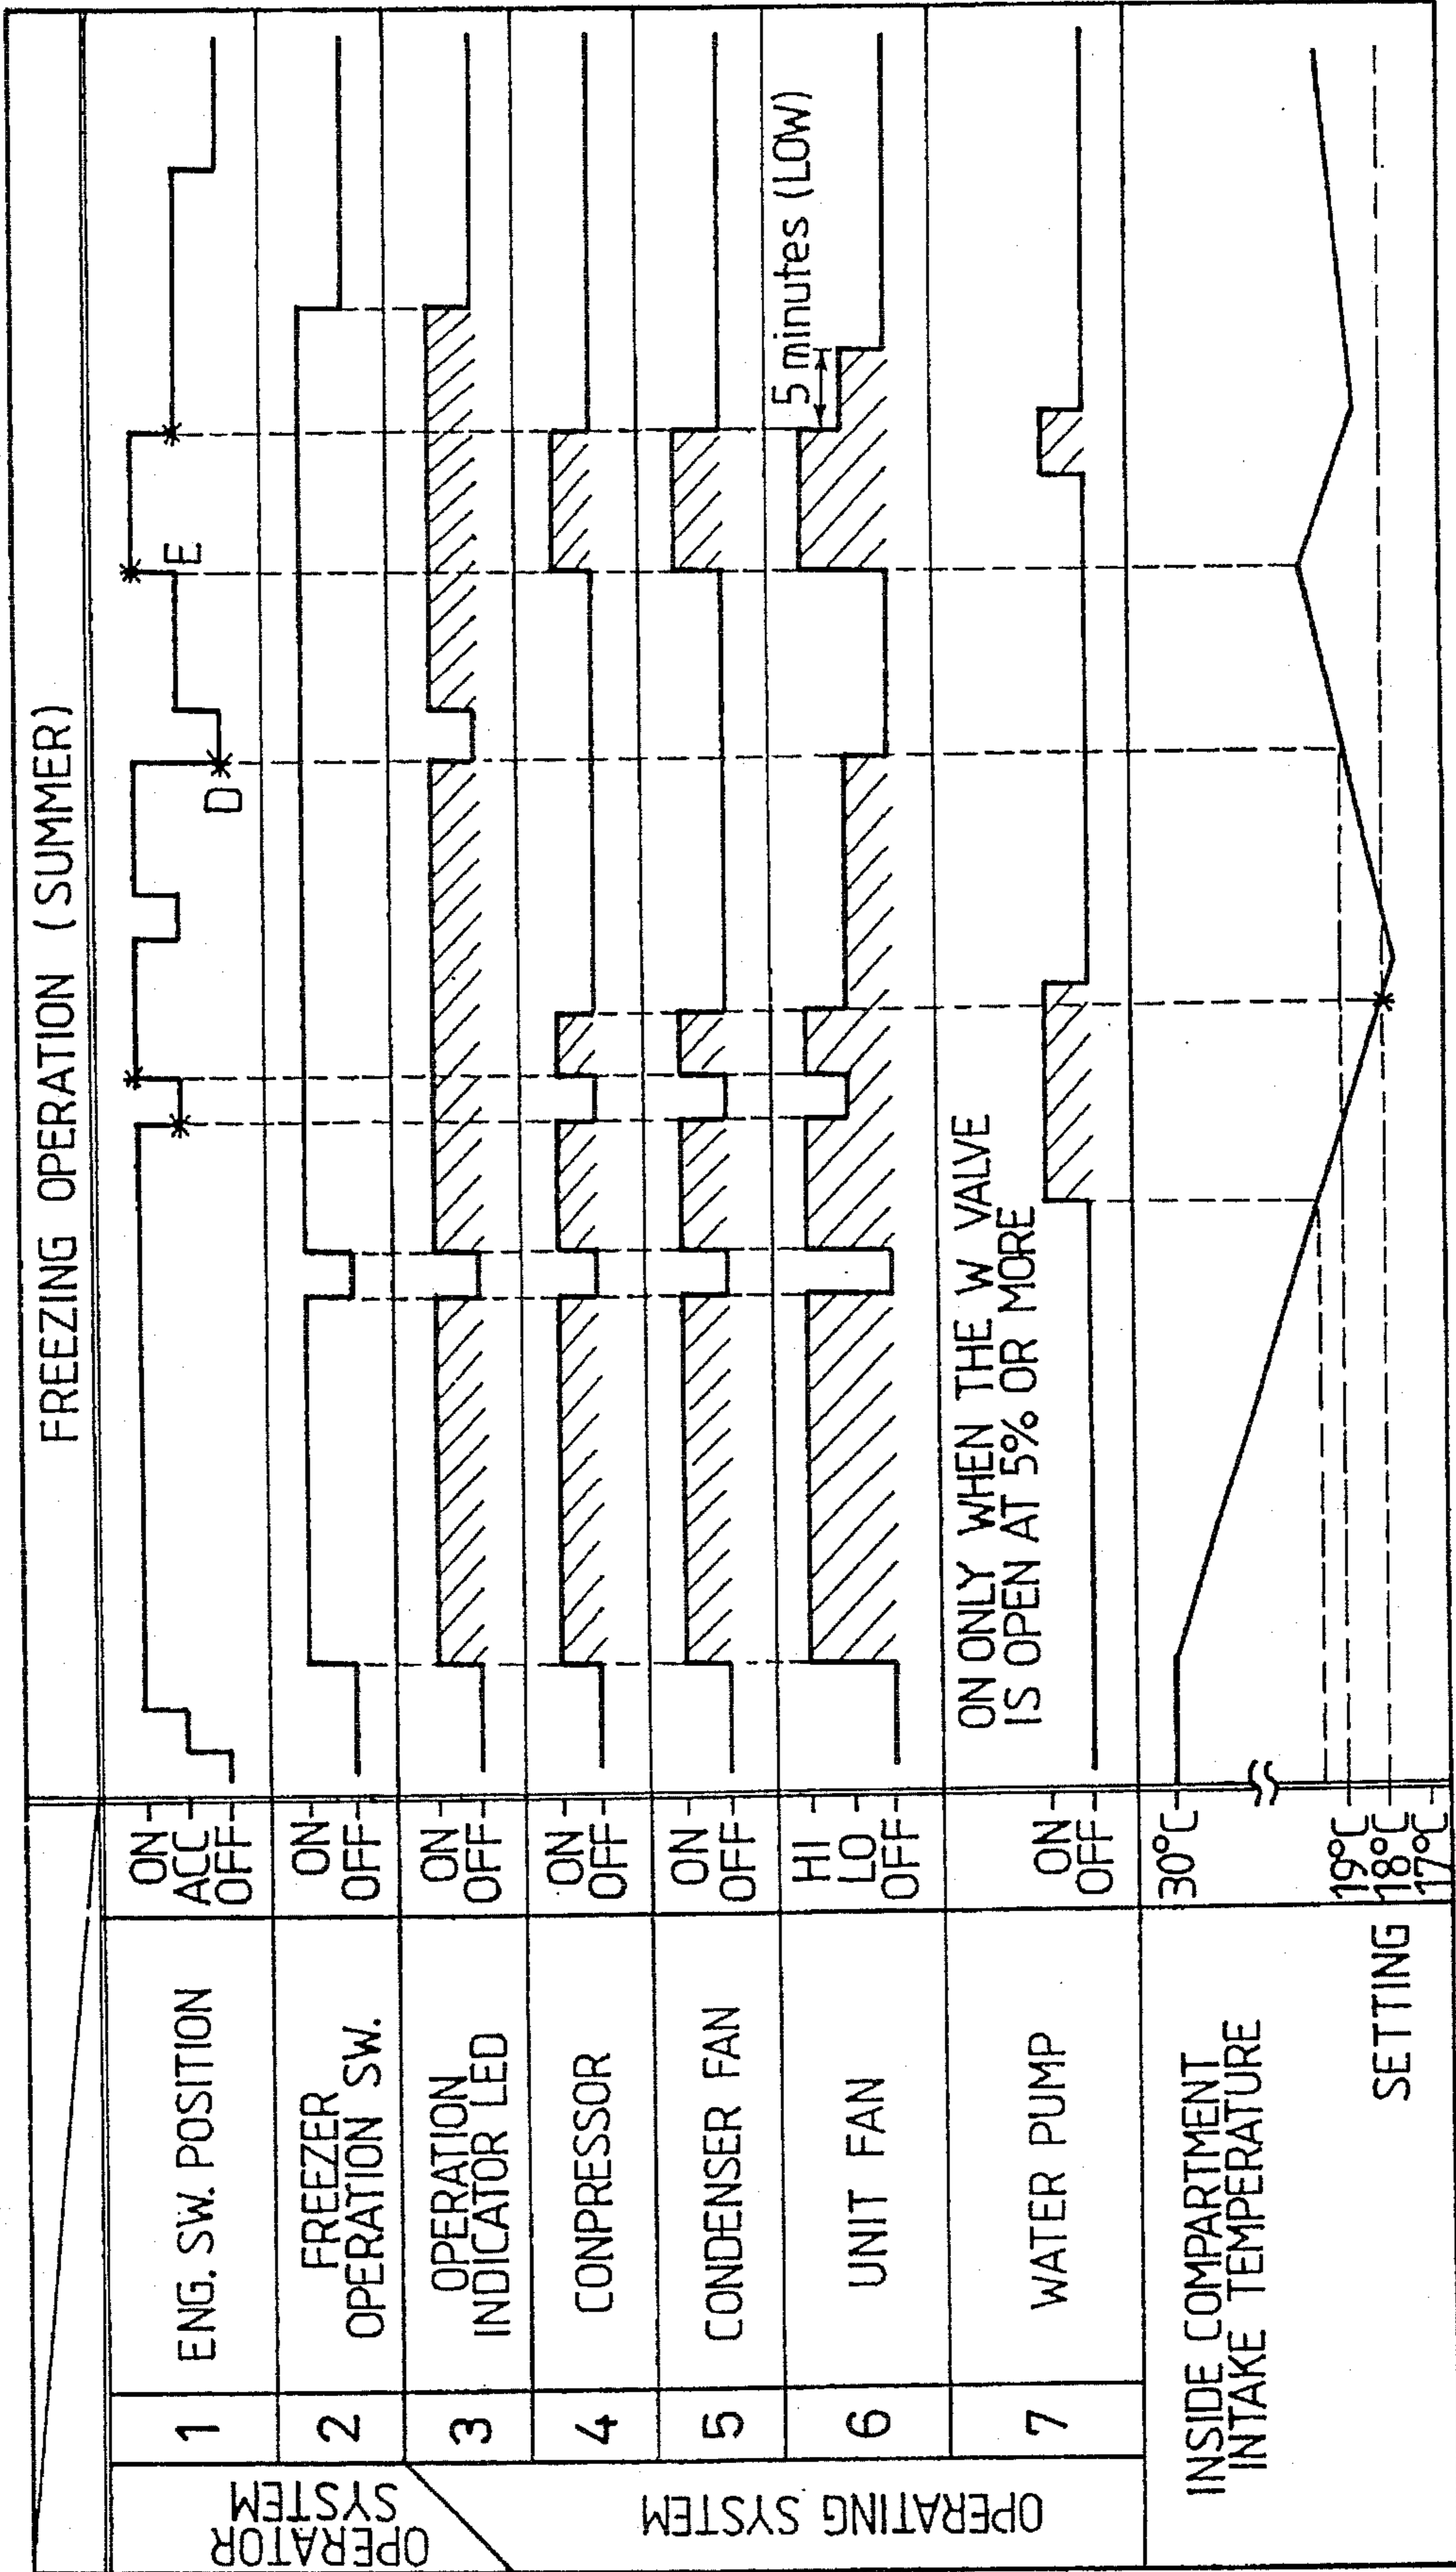 FREEZING OPERATION (SUMMER)
OPERATOR
SYSTEM
1
ENG. SW. POSITION
ON
ACC
OFF
D
E
2
FREEZER
OPERATION SW.
ON
OFF
OPERATING SYSTEM
3
OPERATION
INDICATOR LED
ON
OFF
4
CONPRESSOR
ON
OFF
5
CONDENSER FAN
ON
OFF
6
UNIT FAN
HI
LO
OFF
5 minutes (LOW)
7
WATER PUMP
ON
OFF
ON ONLY WHEN THE W VALVE
IS OPEN AT 5% OR MORE
INSIDE COMPARTMENT
INTAKE TEMPERATURE
30°C
19°C
SETTING 18°C
17°C